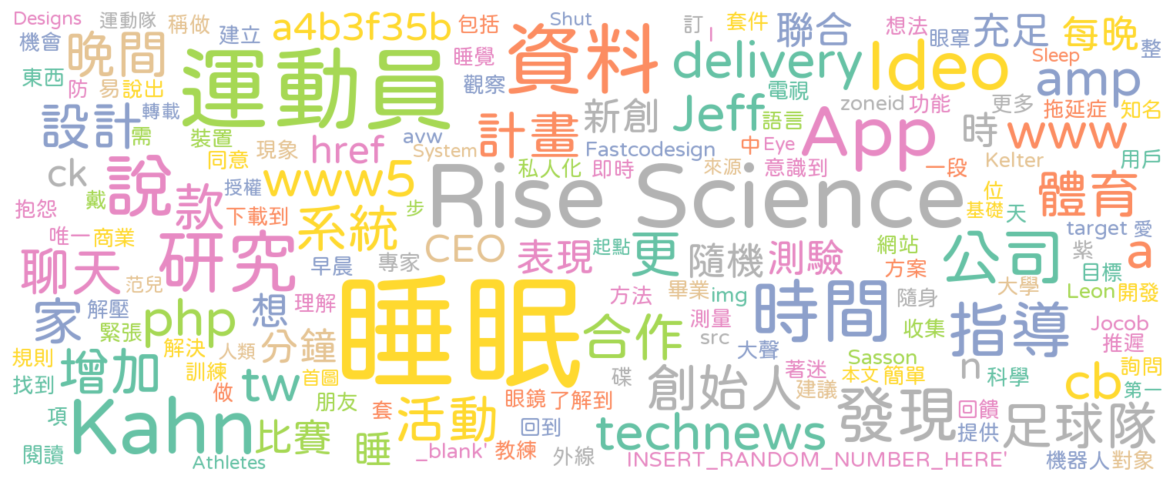 Designs 運動隊 稱做 建立 a4b3f35b 包括 Shut 訂 I 套件 聯合 想法 充足 每晚 整
機會 晚間 運動員 睡覺 資料 delivery Ideo 眼罩 Sleep
東西 防 易 說出 觀察 電視 amp
設計 轉載 需 裝置 計畫 新創 Jeff 語言 zoneid 功能 App 更多 拖延症 知名
同意 現象 href avw System Fastcodesign 中 Eye 時 www
ck 說 款 授權 www5 私人化 即時 來源 意識到 一段 Kelter 用戶
戴 下載到 步 Rise Science 位 基礎 天 體育
抱怨 唯一 商業 研究 系統 CEO 表現 起點 更 隨機 測驗 網站 公司 target 愛
聊天 范兒 早晨 專家 方案 紫 目標 a
家 解壓 理解 睡眠 方法 畢業 img 時間 隨身 大學 Leon 開發
緊張 php 想 合作 測量 src 大聲 收集 指導 Jocob 推遲
規則 增加 解決 人類 分鐘 著迷 Sasson n 詢問
找到 訓練 tw 首圖 創始人 建議 本文 簡單 科學 cb 第一
項 Kahn 做 朋友 套 活動 眼鏡 了解到 碟 發現 回饋 足球隊
比賽 回到 technews 提供
閱讀 Athletes 睡 _blank' 教練 外線 INSERT_RANDOM_NUMBER_HERE' 機器人 對象